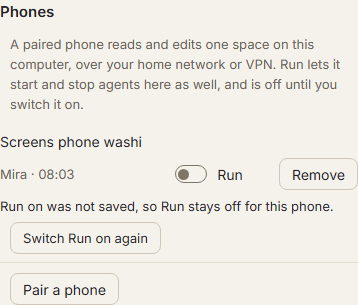 Phones
A paired phone reads and edits one space on this
computer, over your home network or VPN. Run lets it
start and stop agents here as well, and is off until you
switch it on.
Screens phone washi
Mira · 08:03
Run
Remove
Run on was not saved, so Run stays off for this phone.
Switch Run on again
Pair a phone